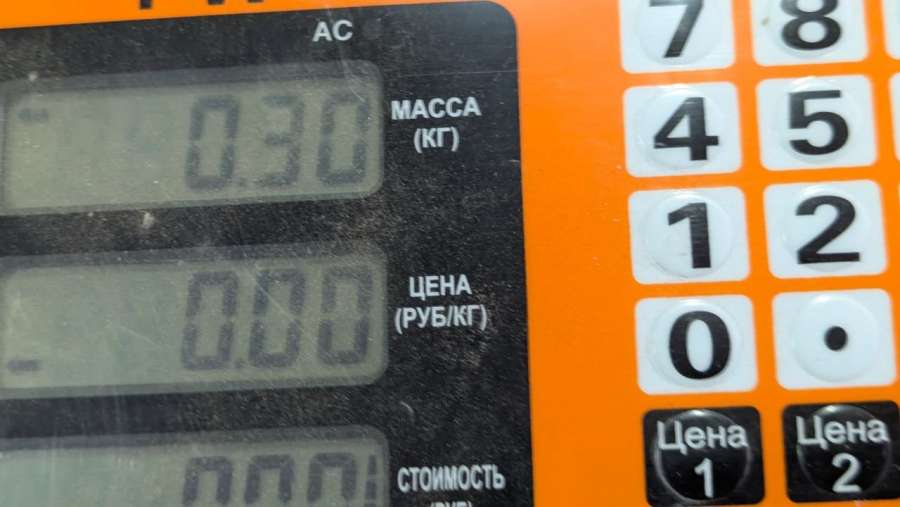 АС
0.30
МАССА
(КГ)
0.00
ЦЕНА
(РУБ/КГ)
СТОИМОСТЬ
7 8
4 5
1 2
0 •
Цена Цена
1 2